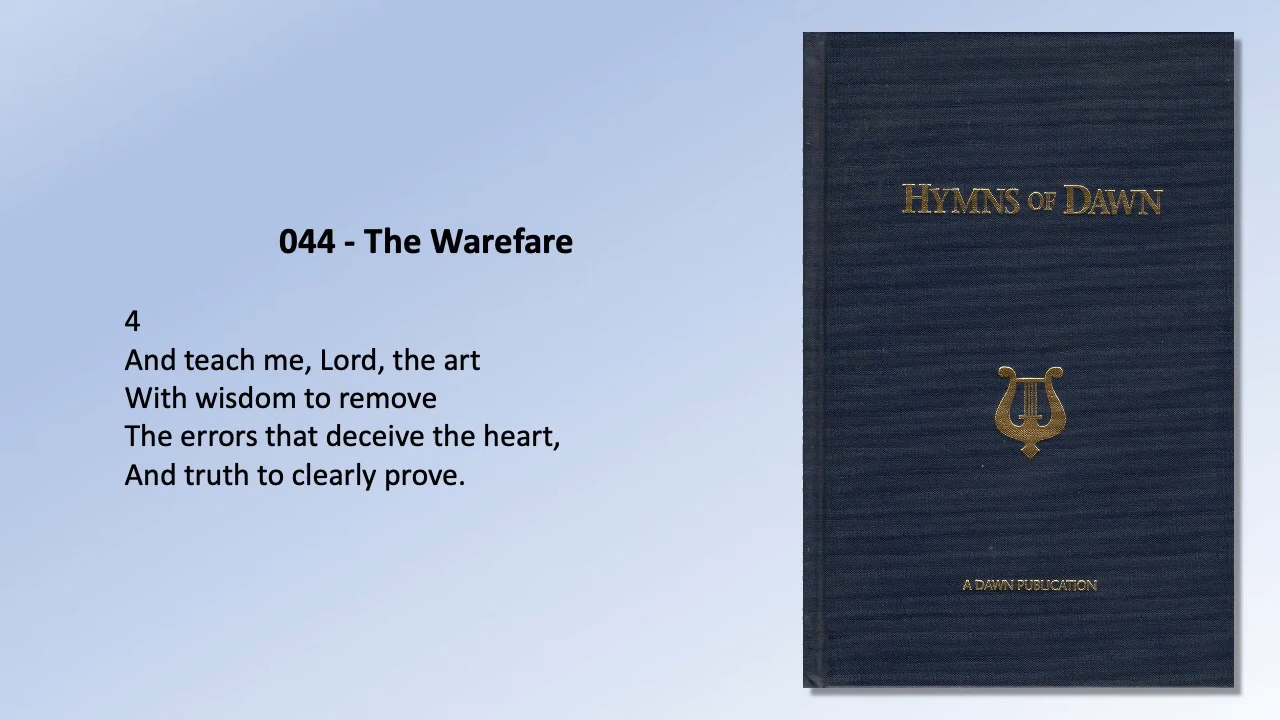 044 - The Warefare
4
And teach me, Lord, the art
With wisdom to remove
The errors that deceive the heart,
And truth to clearly prove.
HYMNS OF DAWN
A DAWN PUBLICATION